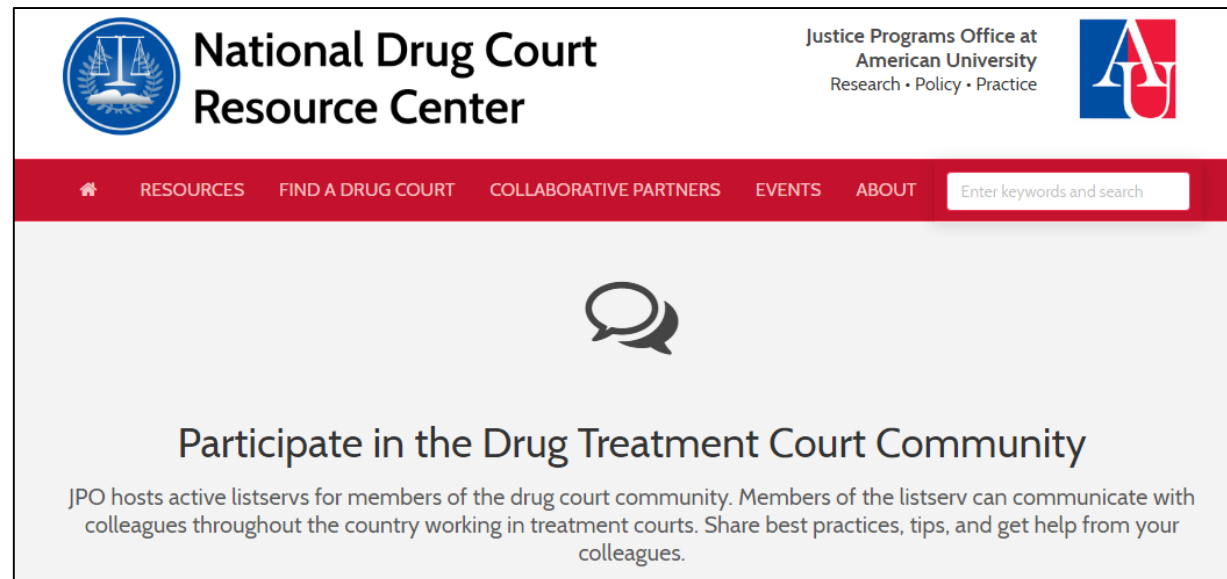 National Drug Court
Resource Center
Justice Programs Office at
American University
Research • Policy • Practice
AU
RESOURCES FIND A DRUG COURT COLLABORATIVE PARTNERS EVENTS ABOUT Enter keywords and search
Participate in the Drug Treatment Court Community
JPO hosts active listservs for members of the drug court community. Members of the listserv can communicate with
colleagues throughout the country working in treatment courts. Share best practices, tips, and get help from your
colleagues.